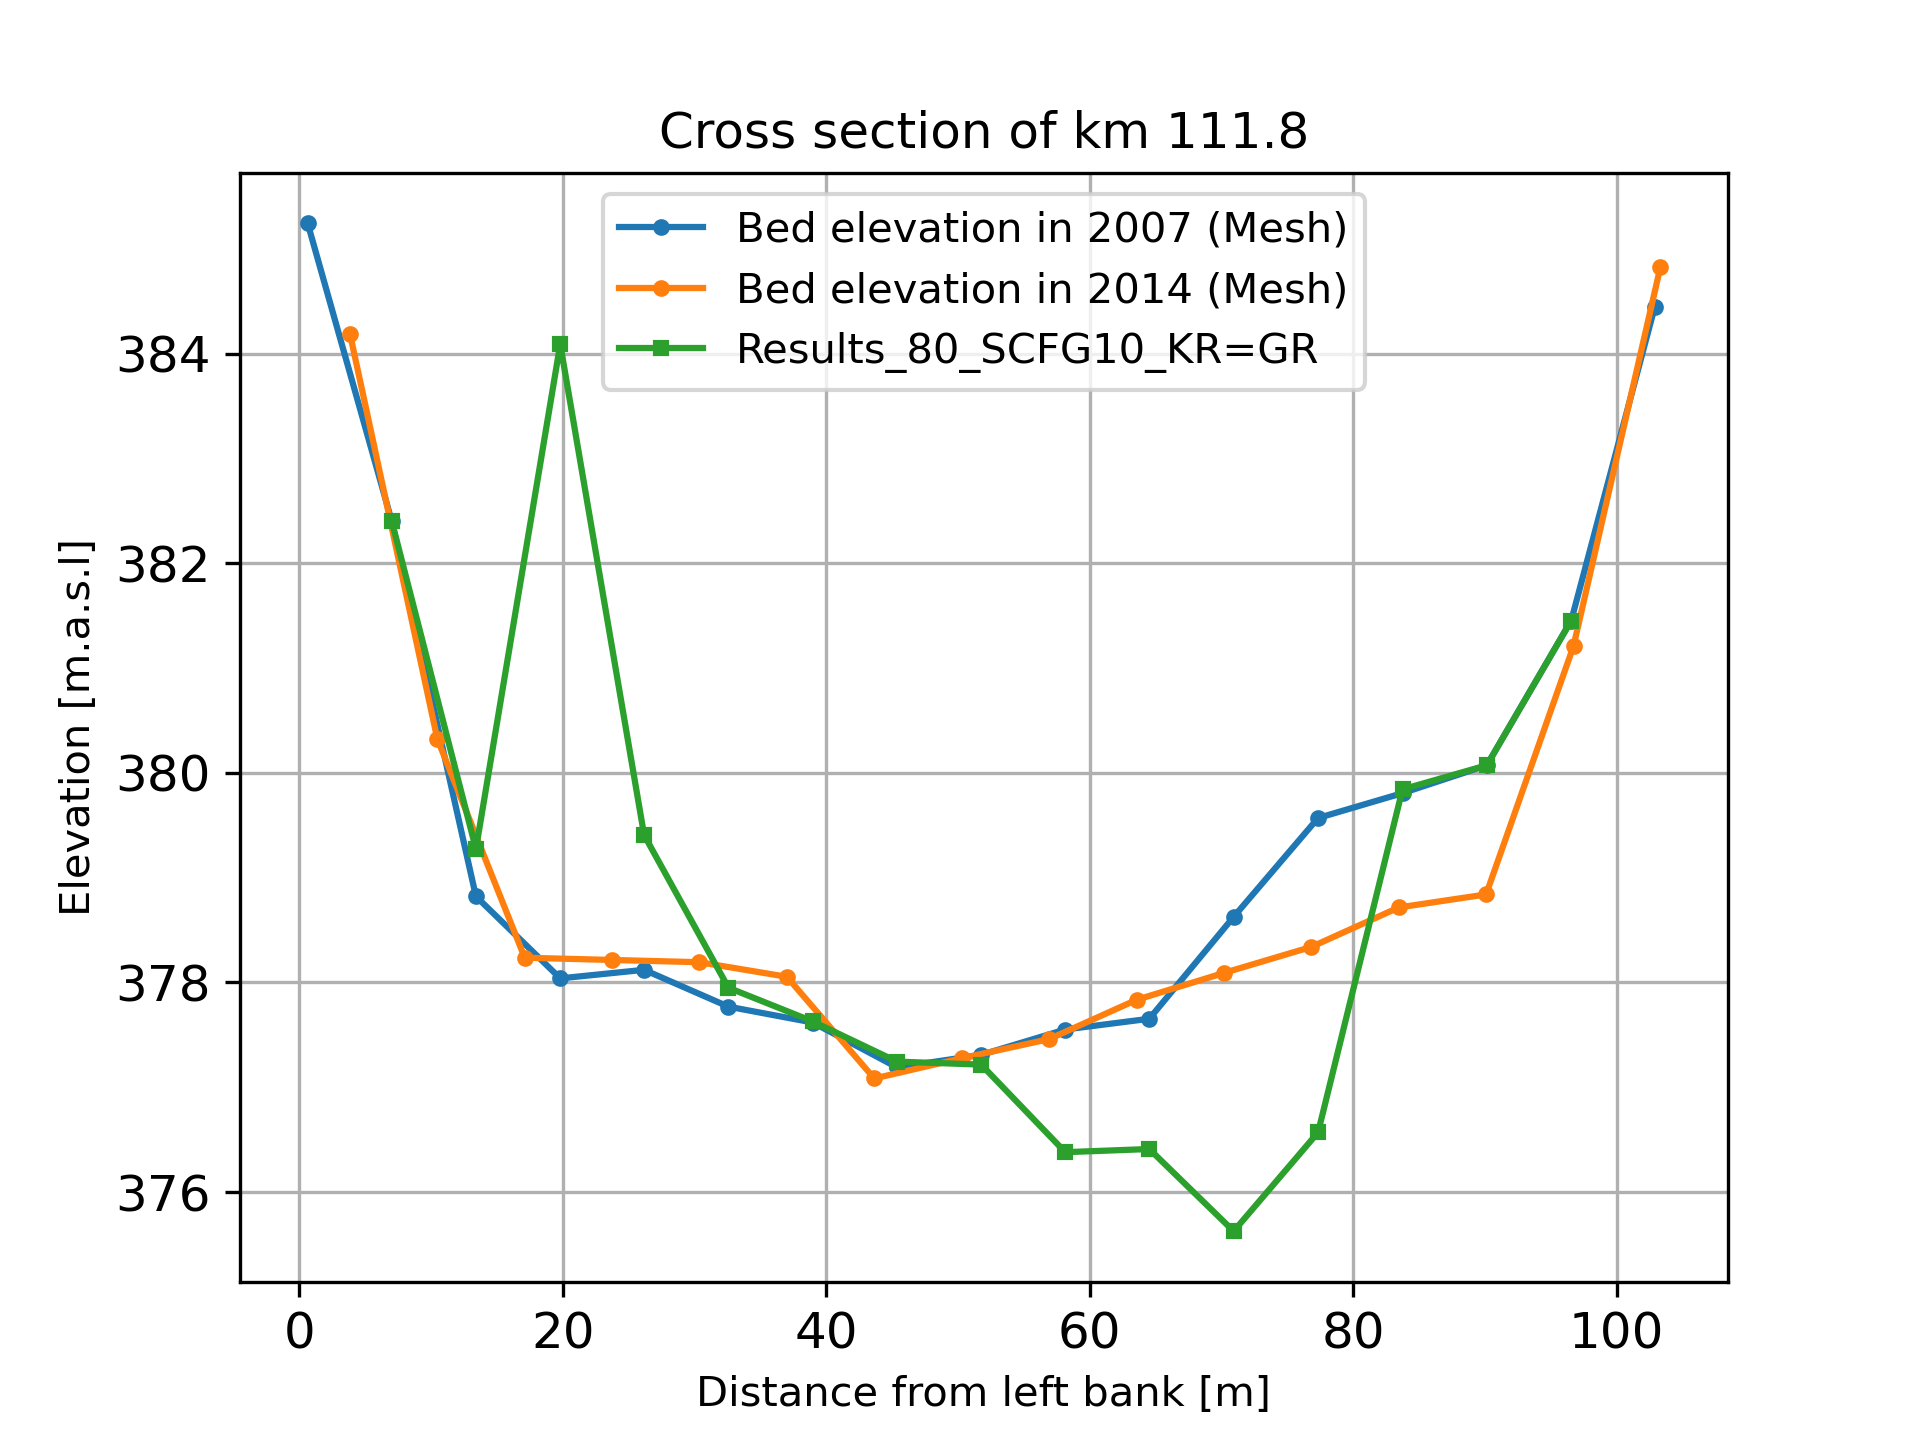 Cross section of km 111.8
Bed elevation in 2007 (Mesh)
Bed elevation in 2014 (Mesh)
Results_80_SCFG10_KR=GR
384
382
380
378
376
Elevation [m.a.s.l]
0 20 40 60 80 100
Distance from left bank [m]